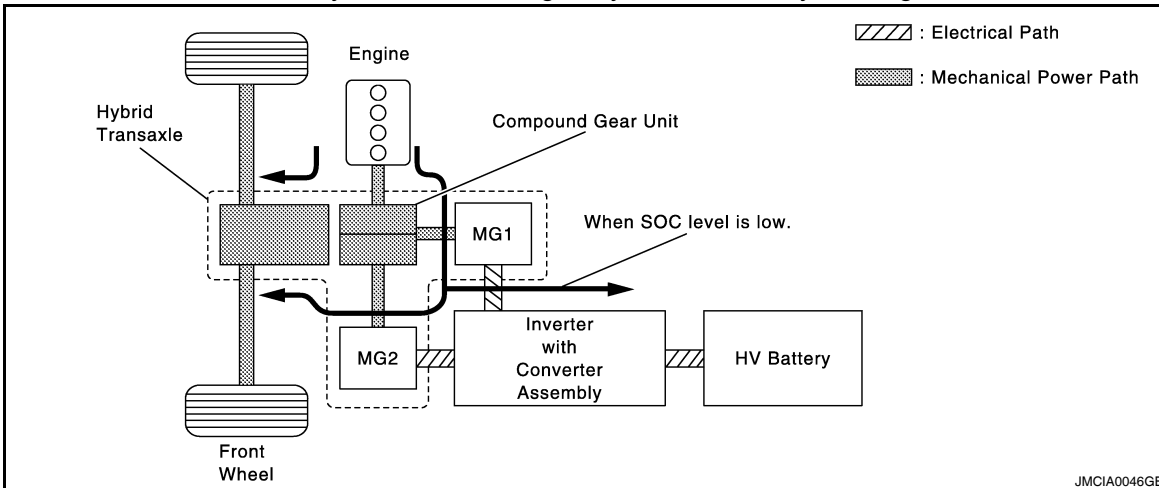 : Electrical Path
: Mechanical Power Path
Engine
Hybrid
Transaxle
Compound Gear Unit
MG1
When SOC level is low.
MG2
Inverter
with
Converter
Assembly
HV Battery
Front
Wheel
JMCIA0046GB